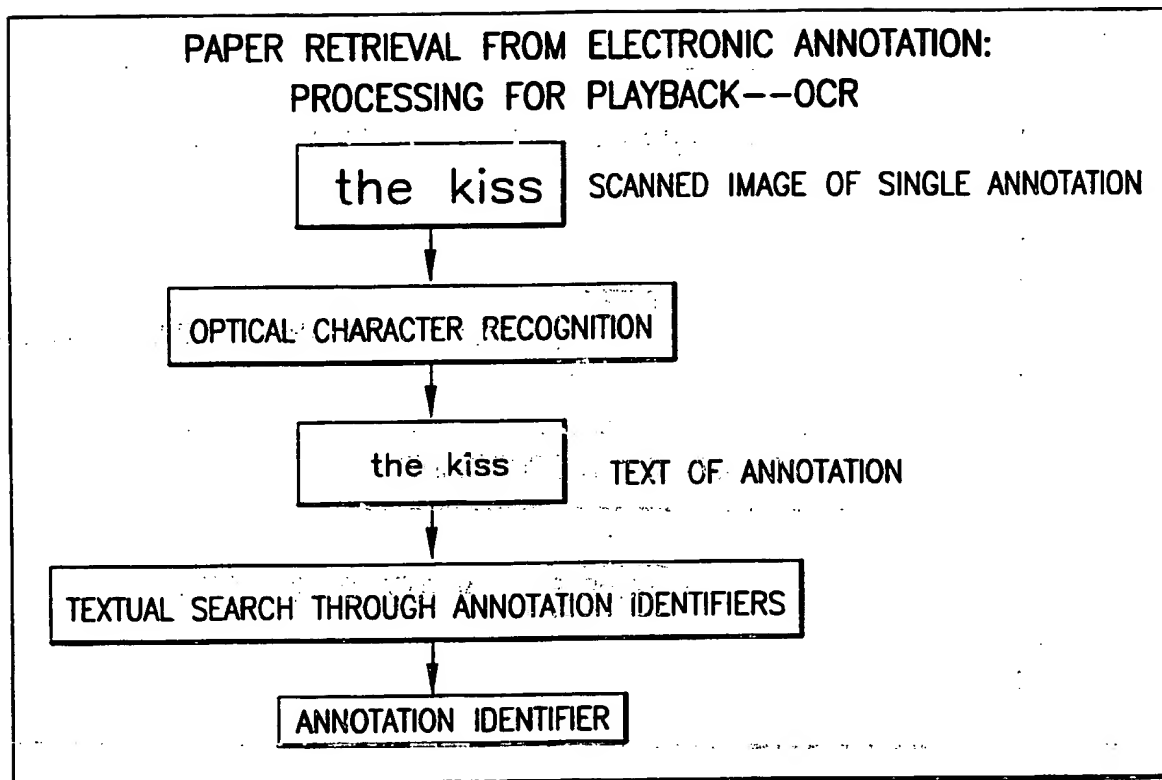 PAPER RETRIEVAL FROM ELECTRONIC ANNOTATION:
PROCESSING FOR PLAYBACK--OCR
the kiss SCANNED IMAGE OF SINGLE ANNOTATION
OPTICAL CHARACTER RECOGNITION
the kiss TEXT OF ANNOTATION
TEXTUAL SEARCH THROUGH ANNOTATION IDENTIFIERS
ANNOTATION IDENTIFIER